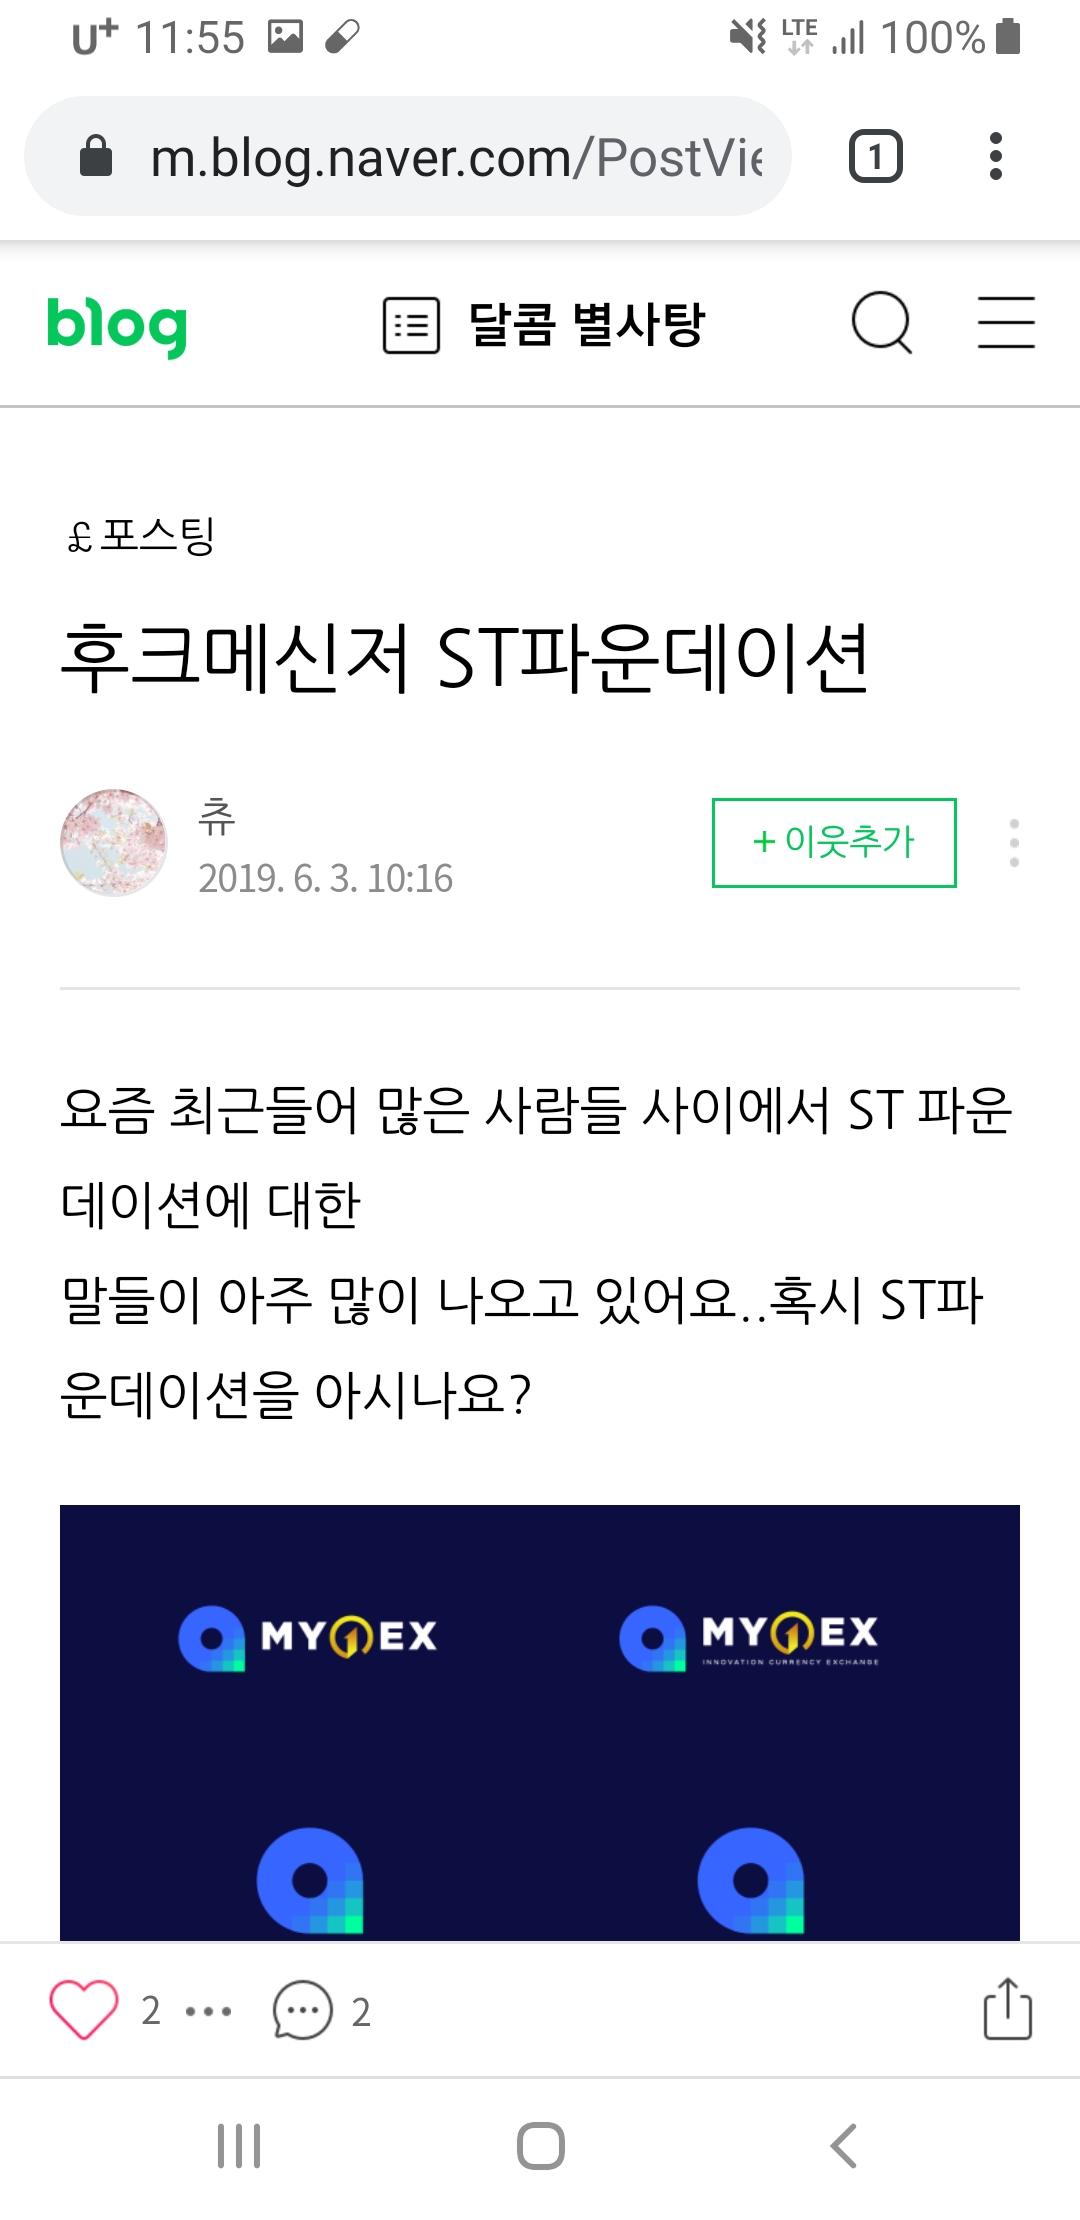 U+ 11:55 LTE 100%
m.blog.naver.com/PostVie
1
blog 달콤 별사탕
£포스팅
후크메신저 ST파운데이션
츄
2019. 6. 3. 10:16
+ 이웃추가
요즘 최근들어 많은 사람들 사이에서 ST 파운
데이션에 대한
말들이 아주 많이 나오고 있어요..혹시 ST파
운데이션을 아시나요?
MY1EX MY1EX
INNOVATION CURRENCY EXCHANGE
2 2